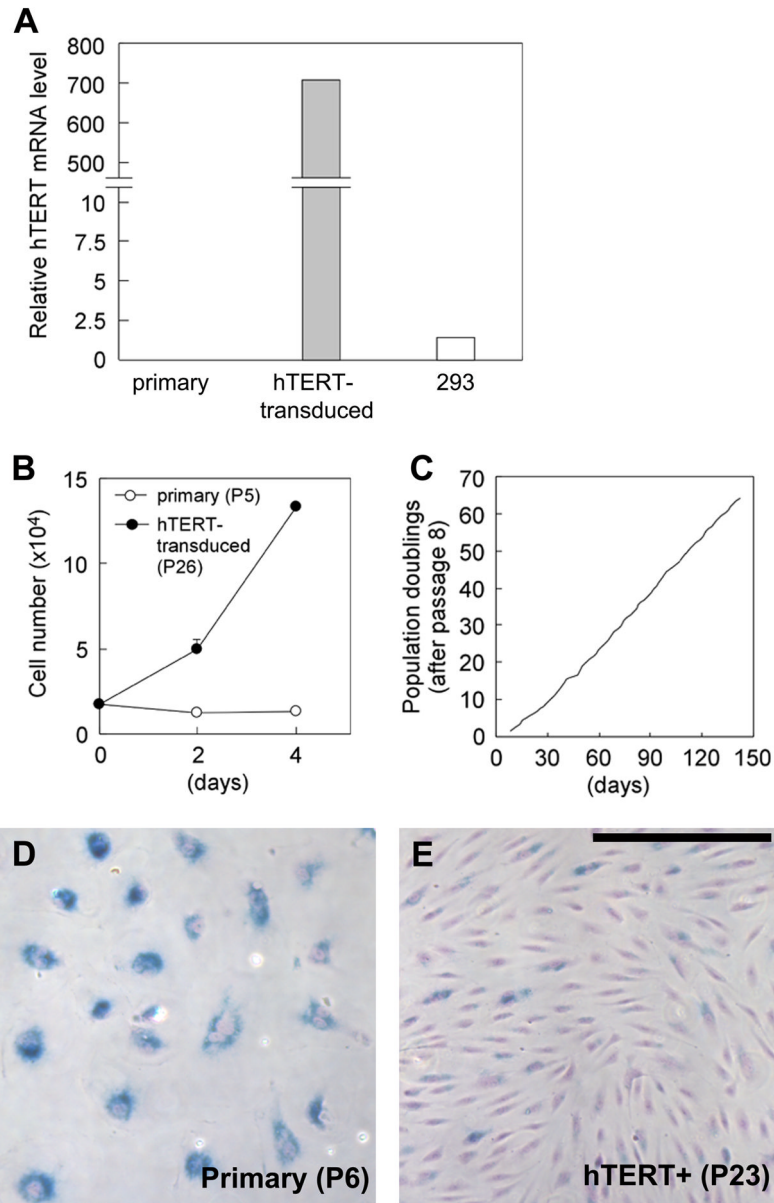 A
Relative hTERT mRNA level
800
700
600
500
10
7.5
5
2.5
0
primary
hTERT-
transduced
293
B
Cell number (x10⁴)
15
10
5
0
primary (P5)
hTERT-
transduced
(P26)
0 2 4
(days)
C
Population doublings
(after passage 8)
70
60
50
40
30
20
10
0
0 30 60 90 120 150
(days)
D
Primary (P6)
E
hTERT+ (P23)